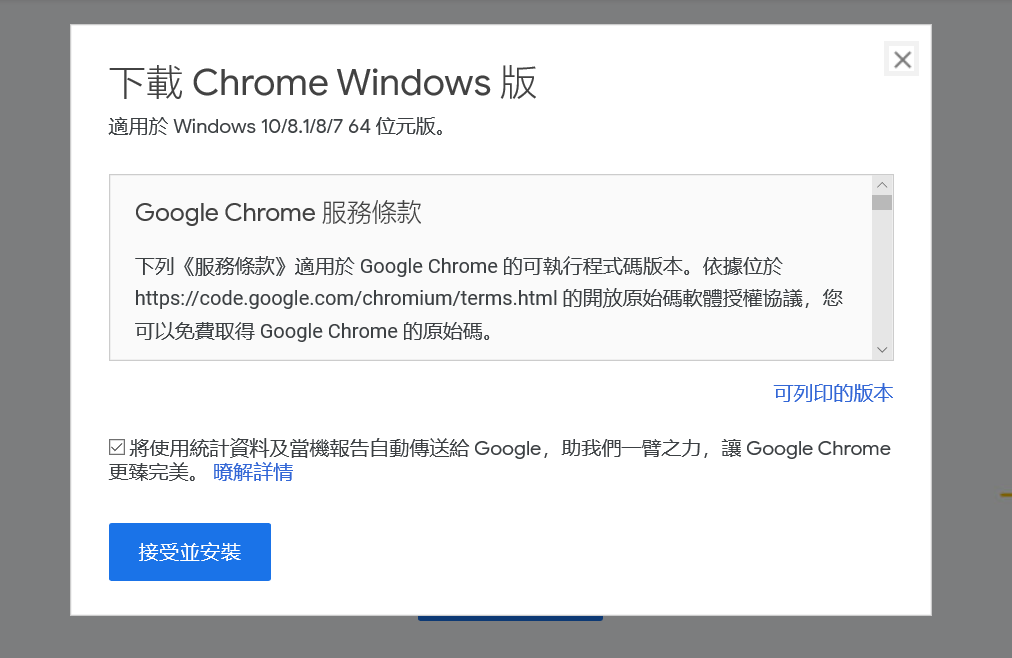 下載 Chrome Windows 版
適用於 Windows 10/8.1/8/7 64 位元版。
Google Chrome 服務條款
下列《服務條款》適用於 Google Chrome 的可執行程式碼版本。依據位於
https://code.google.com/chromium/terms.html 的開放原始碼軟體授權協議，您
可以免費取得 Google Chrome 的原始碼。
可列印的版本
將使用統計資料及當機報告自動傳送給 Google，助我們一臂之力，讓 Google Chrome
更臻完美。 瞭解詳情
接受並安裝